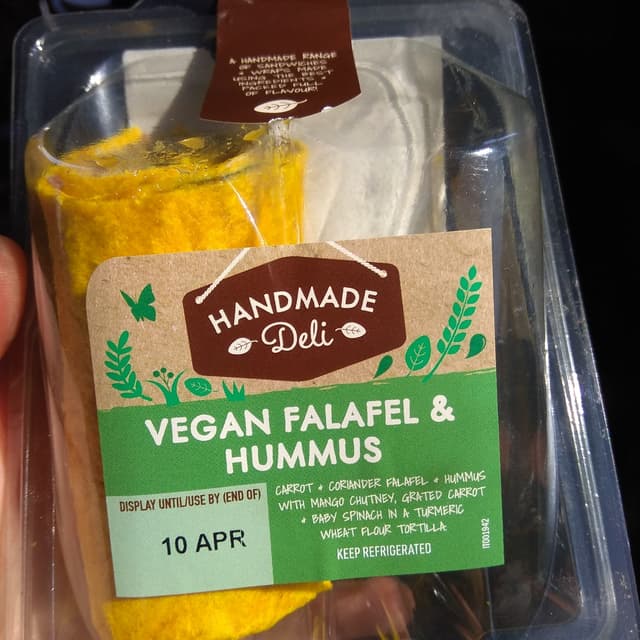 A HANDMADE RANGE
OF SANDWICHES
+ WRAPS MADE
USING THE BEST
INGREDIENTS +
PACKED FULL
OF FLAVOUR!
HANDMADE
Deli
VEGAN FALAFEL &
HUMMUS
DISPLAY UNTIL/USE BY (END OF)
10 APR
CARROT + CORIANDER FALAFEL + HUMMUS
WITH MANGO CHUTNEY, GRATED CARROT
+ BABY SPINACH IN A TURMERIC
WHEAT FLOUR TORTILLA
KEEP REFRIGERATED
IT001942